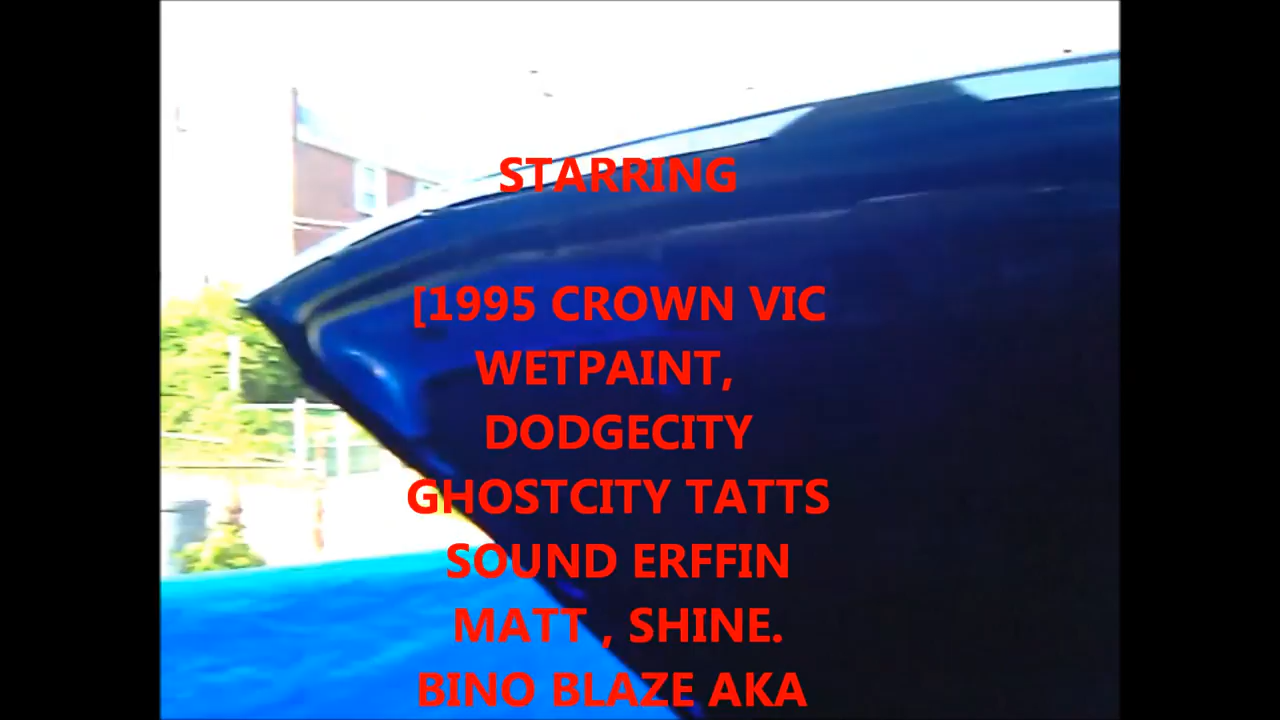 STARRING
[1995 CROWN VIC
WETPAINT,
DODGECITY
GHOSTCITY TATTS
SOUND ERFFIN
MATT , SHINE.
BINO BLAZE AKA